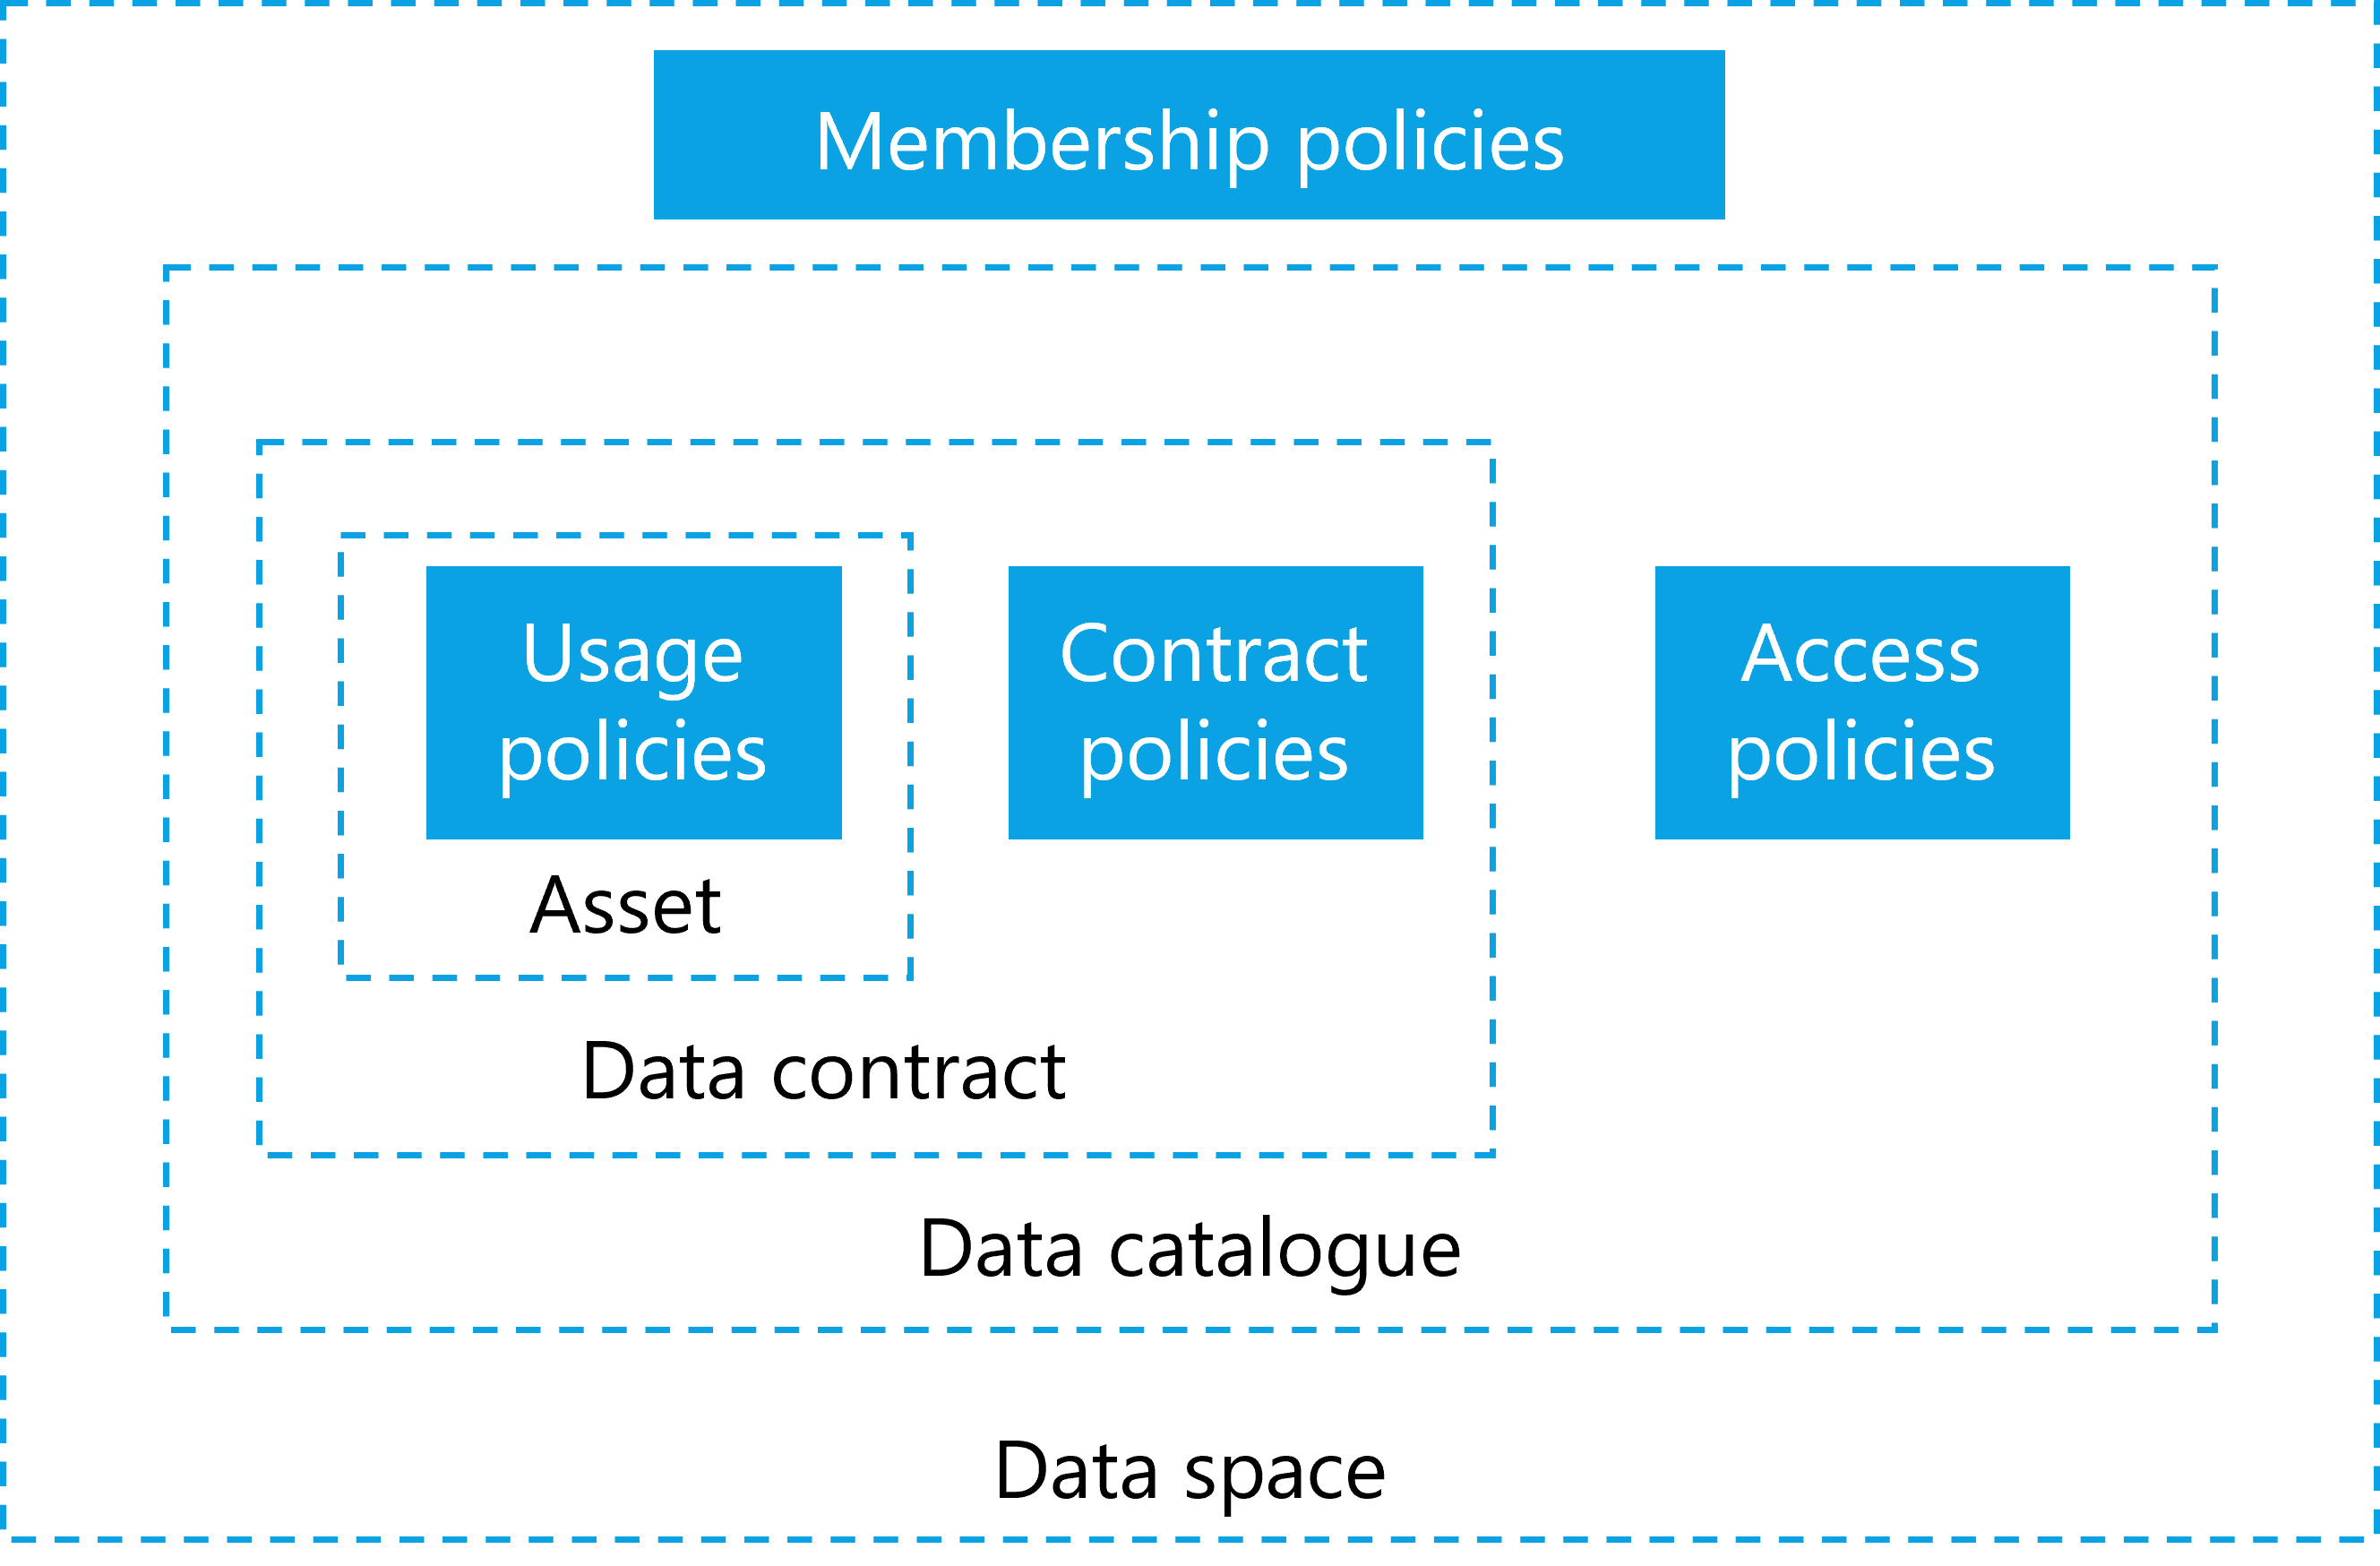 Membership policies
Usage
policies
Contract
policies
Access
policies
Asset
Data contract
Data catalogue
Data space